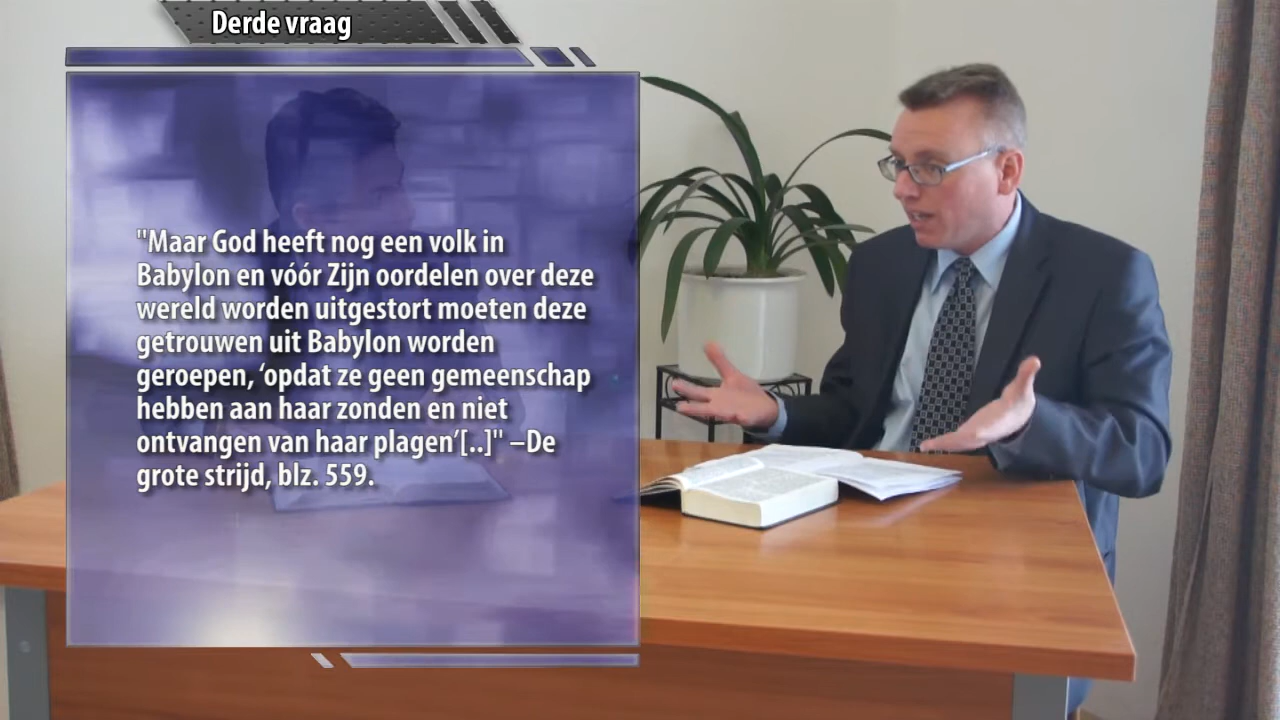 Derde vraag
"Maar God heeft nog een volk in
Babylon en vóór Zijn oordelen over deze
wereld worden uitgestort moeten deze
getrouwen uit Babylon worden
geroepen, ‘opdat ze geen gemeenschap
hebben aan haar zonden en niet
ontvangen van haar plagen’[..]" –De
grote strijd, blz. 559.